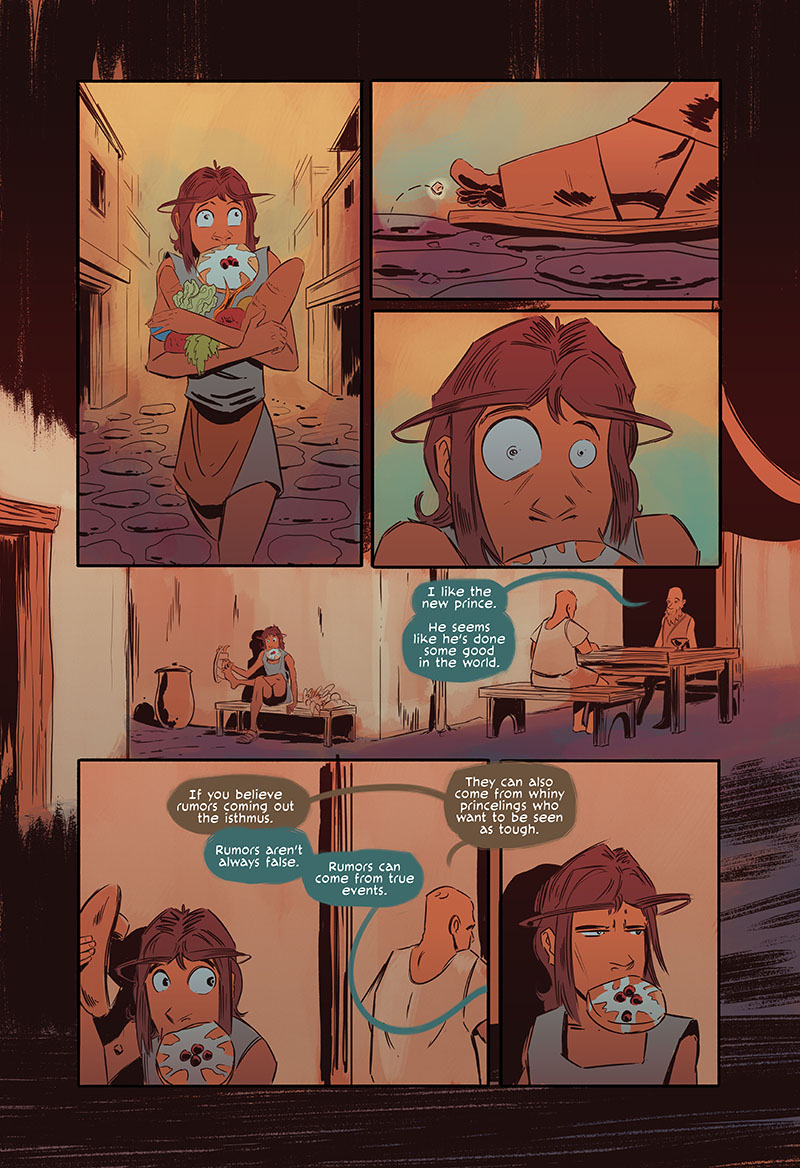 I like the
new prince.
He seems
like he's done
some good
in the world.
If you believe
rumors coming out
the isthmus.
Rumors aren't
always false.
Rumors can
come from true
events.
They can also
come from whiny
princelings who
want to be seen
as tough.